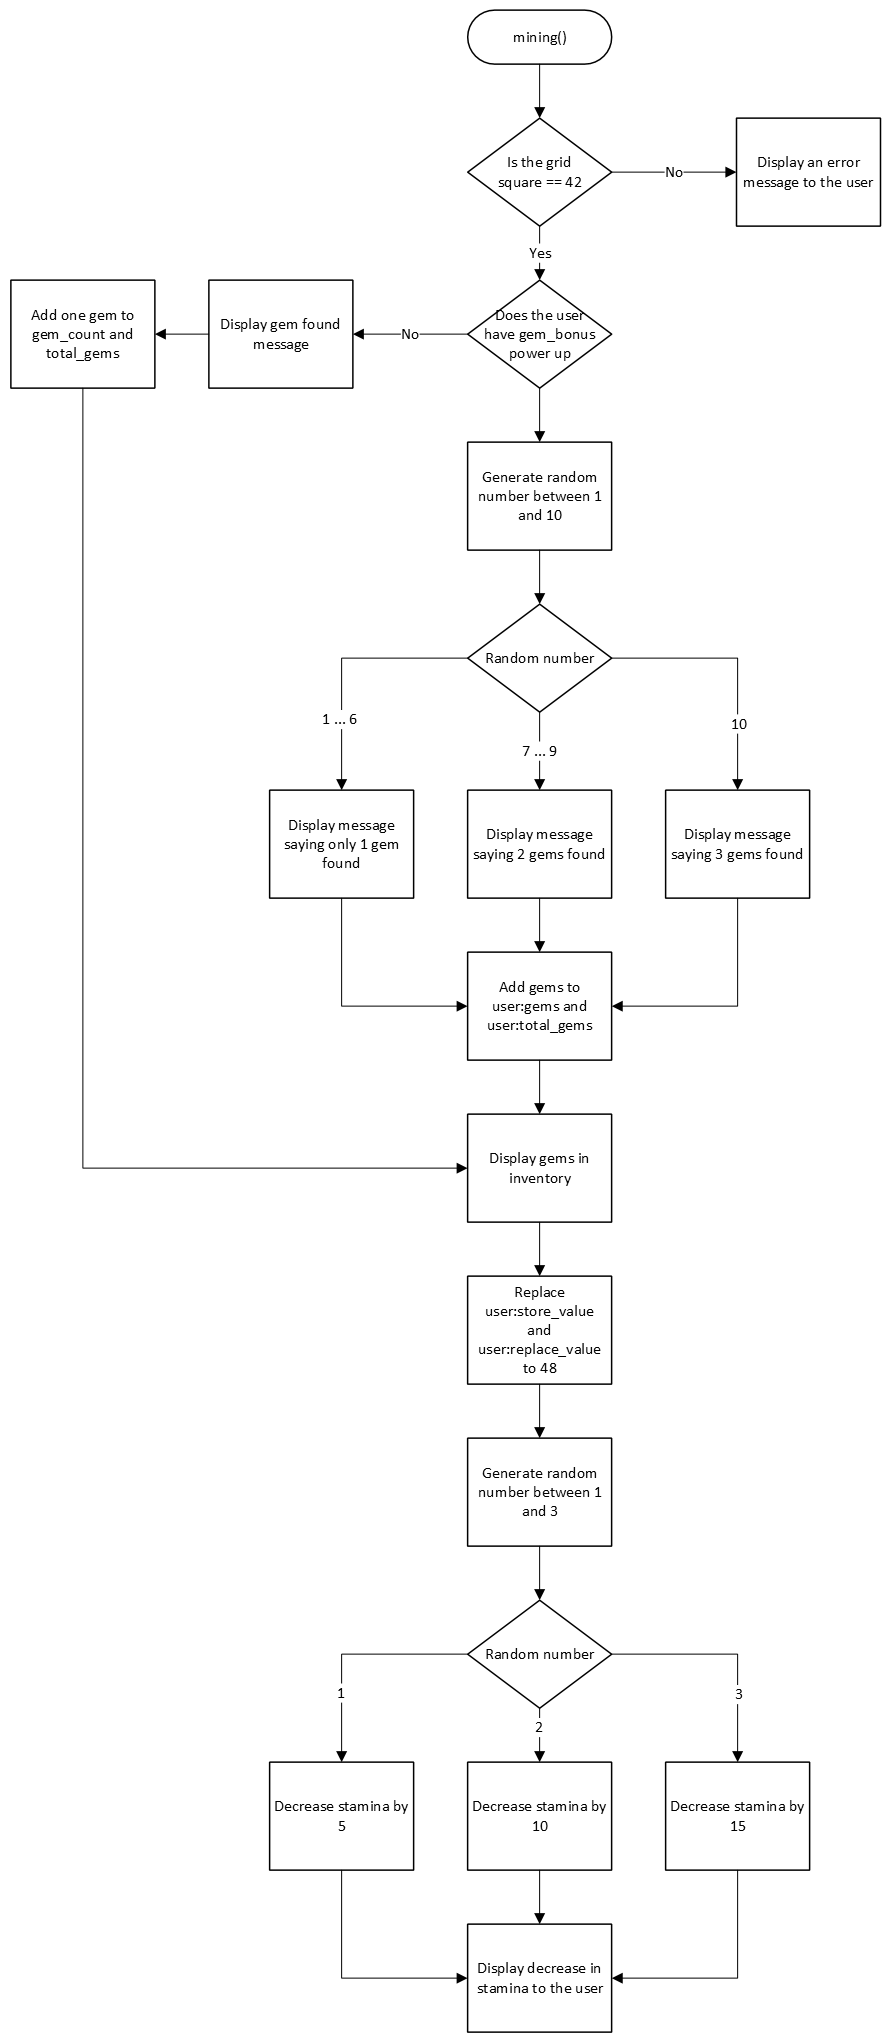 mining()
Is the grid
square == 42
No
Display an error
message to the user
Yes
Add one gem to
gem_count and
total_gems
Display gem found
message
No
Does the user
have gem_bonus
power up
Generate random
number between 1
and 10
Random number
1 ... 6
7 ... 9
10
Display message
saying only 1 gem
found
Display message
saying 2 gems found
Display message
saying 3 gems found
Add gems to
user:gems and
user:total_gems
Display gems in
inventory
Replace
user:store_value
and
user:replace_value
to 48
Generate random
number between 1
and 3
Random number
1
2
3
Decrease stamina by
5
Decrease stamina by
10
Decrease stamina by
15
Display decrease in
stamina to the user